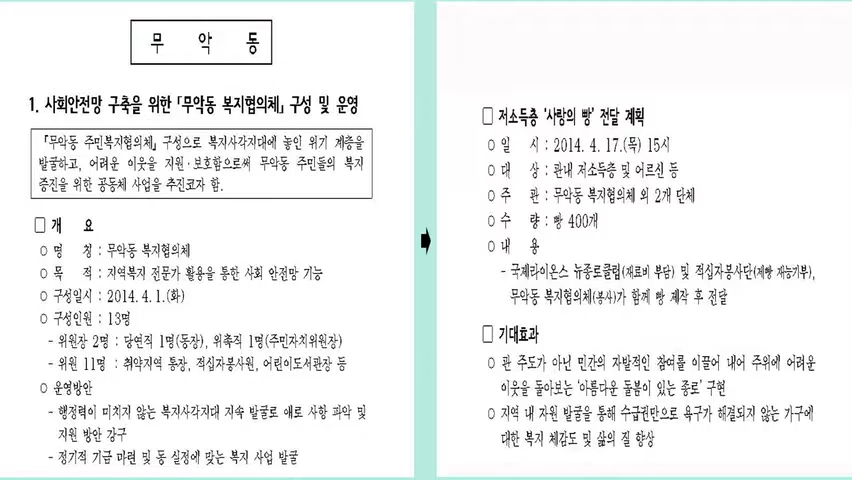 무 악 동
1. 사회안전망 구축을 위한「무악동 복지협의체」구성 및 운영
『무악동 주민복지협의체』구성으로 복지사각지대에 놓인 위기 계층을
발굴하고, 어려운 이웃을 지원·보호함으로써 무악동 주민들의 복지
증진을 위한 공동체 사업을 추진코자 함.
□ 개 요
○ 명 칭 : 무악동 복지협의체
○ 목 적 : 지역복지 전문가 활용을 통한 사회 안전망 기능
○ 구성일시 : 2014. 4. 1.(화)
○ 구성인원 : 13명
- 위원장 2명 : 당연직 1명(동장), 위촉직 1명(주민자치위원장)
- 위원 11명 : 취약지역 통장, 적십자봉사원, 어린이도서관장 등
○ 운영방안
- 행정력이 미치지 않는 복지사각지대 지속 발굴로 애로 사항 파악 및
지원 방안 강구
- 정기적 기금 마련 및 동 실정에 맞는 복지 사업 발굴
□ 저소득층 '사랑의 빵' 전달 계획
○ 일 시 : 2014. 4. 17.(목) 15시
○ 대 상 : 관내 저소득층 및 어르신 등
○ 주 관 : 무악동 복지협의체 외 2개 단체
○ 수 량 : 빵 400개
○ 내 용
- 국제라이온스 뉴종로클럽(재료비 부담) 및 적십자봉사단(제빵 재능기부),
무악동 복지협의체(봉사)가 함께 빵 제작 후 전달
□ 기대효과
○ 관 주도가 아닌 민간의 자발적인 참여를 이끌어 내어 주위에 어려운
이웃을 돌아보는 '아름다운 돌봄이 있는 종로' 구현
○ 지역 내 자원 발굴을 통해 수급권만으로 욕구가 해결되지 않는 가구에
대한 복지 체감도 및 삶의 질 향상